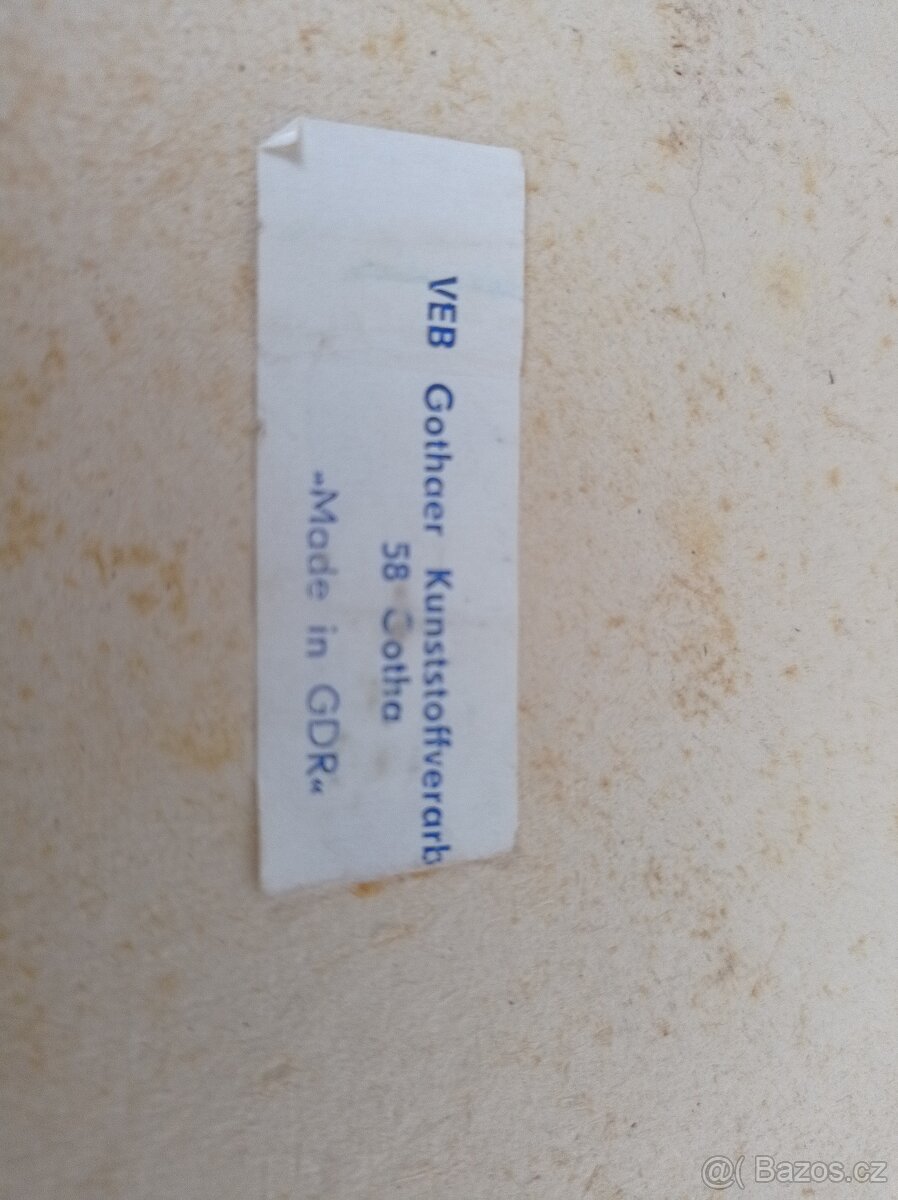 VEB Gothaer Kunststoffverarb
58 Gotha
»Made in GDR«
@( Bazos.cz